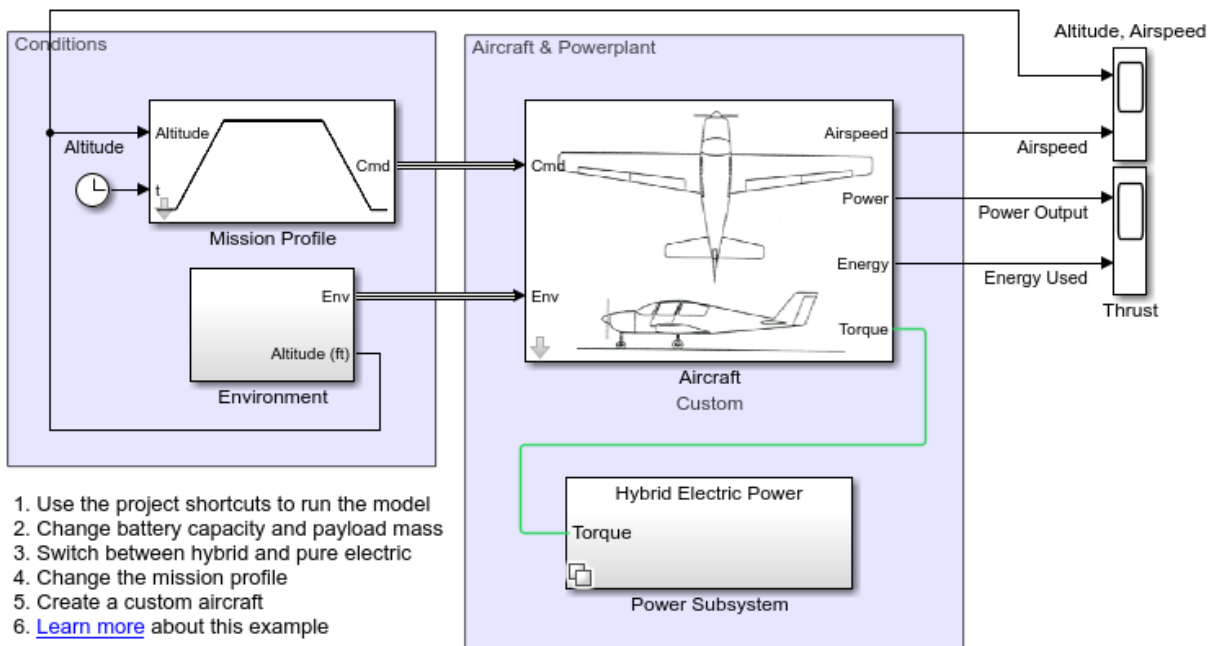 Altitude, Airspeed
Conditions
Aircraft & Powerplant
Altitude
Altitude
t
Cmd
Mission Profile
Cmd
Env
Airspeed
Power
Energy
Torque
Airspeed
Power Output
Energy Used
Thrust
Env
Altitude (ft)
Environment
Aircraft
Custom
Hybrid Electric Power
Torque
Power Subsystem
1. Use the project shortcuts to run the model
2. Change battery capacity and payload mass
3. Switch between hybrid and pure electric
4. Change the mission profile
5. Create a custom aircraft
6. Learn more about this example